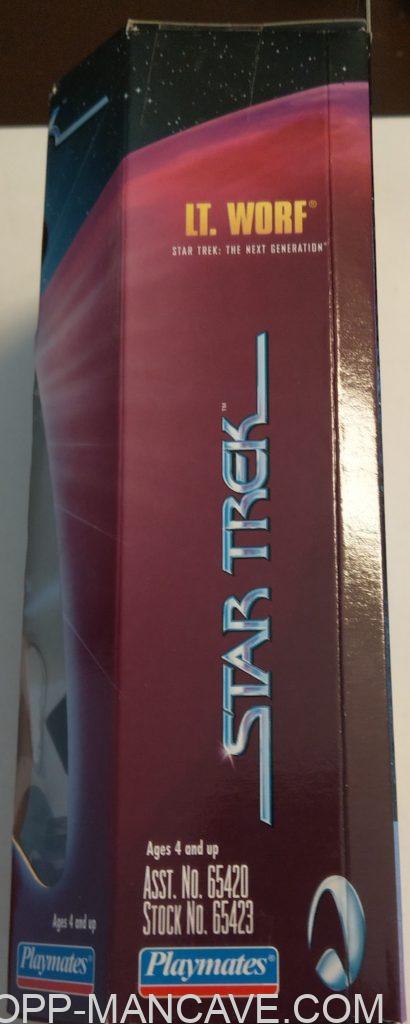 LT. WORF®
STAR TREK: THE NEXT GENERATION®
STAR TREK™
Ages 4 and up
ASST. NO. 65420
STOCK NO. 65423
Playmates®
Ages 4 and up
Playmates®
OPP-MANCAVE.COM